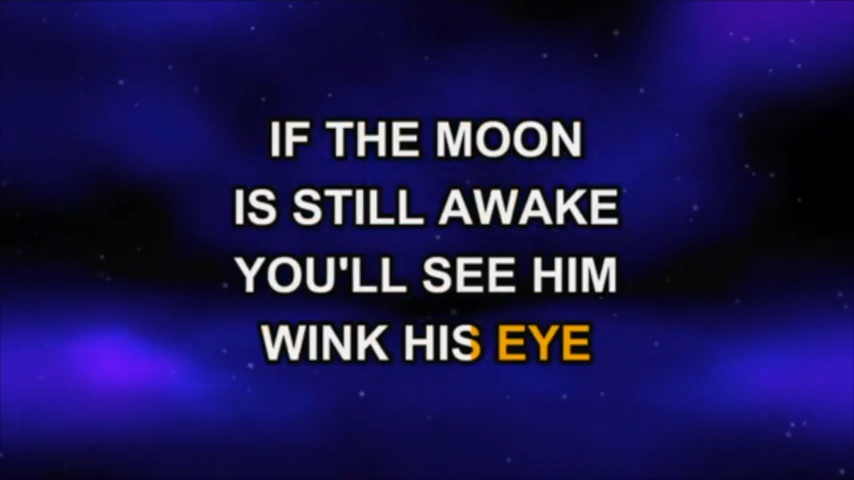 IF THE MOON
IS STILL AWAKE
YOU'LL SEE HIM
WINK HIS EYE